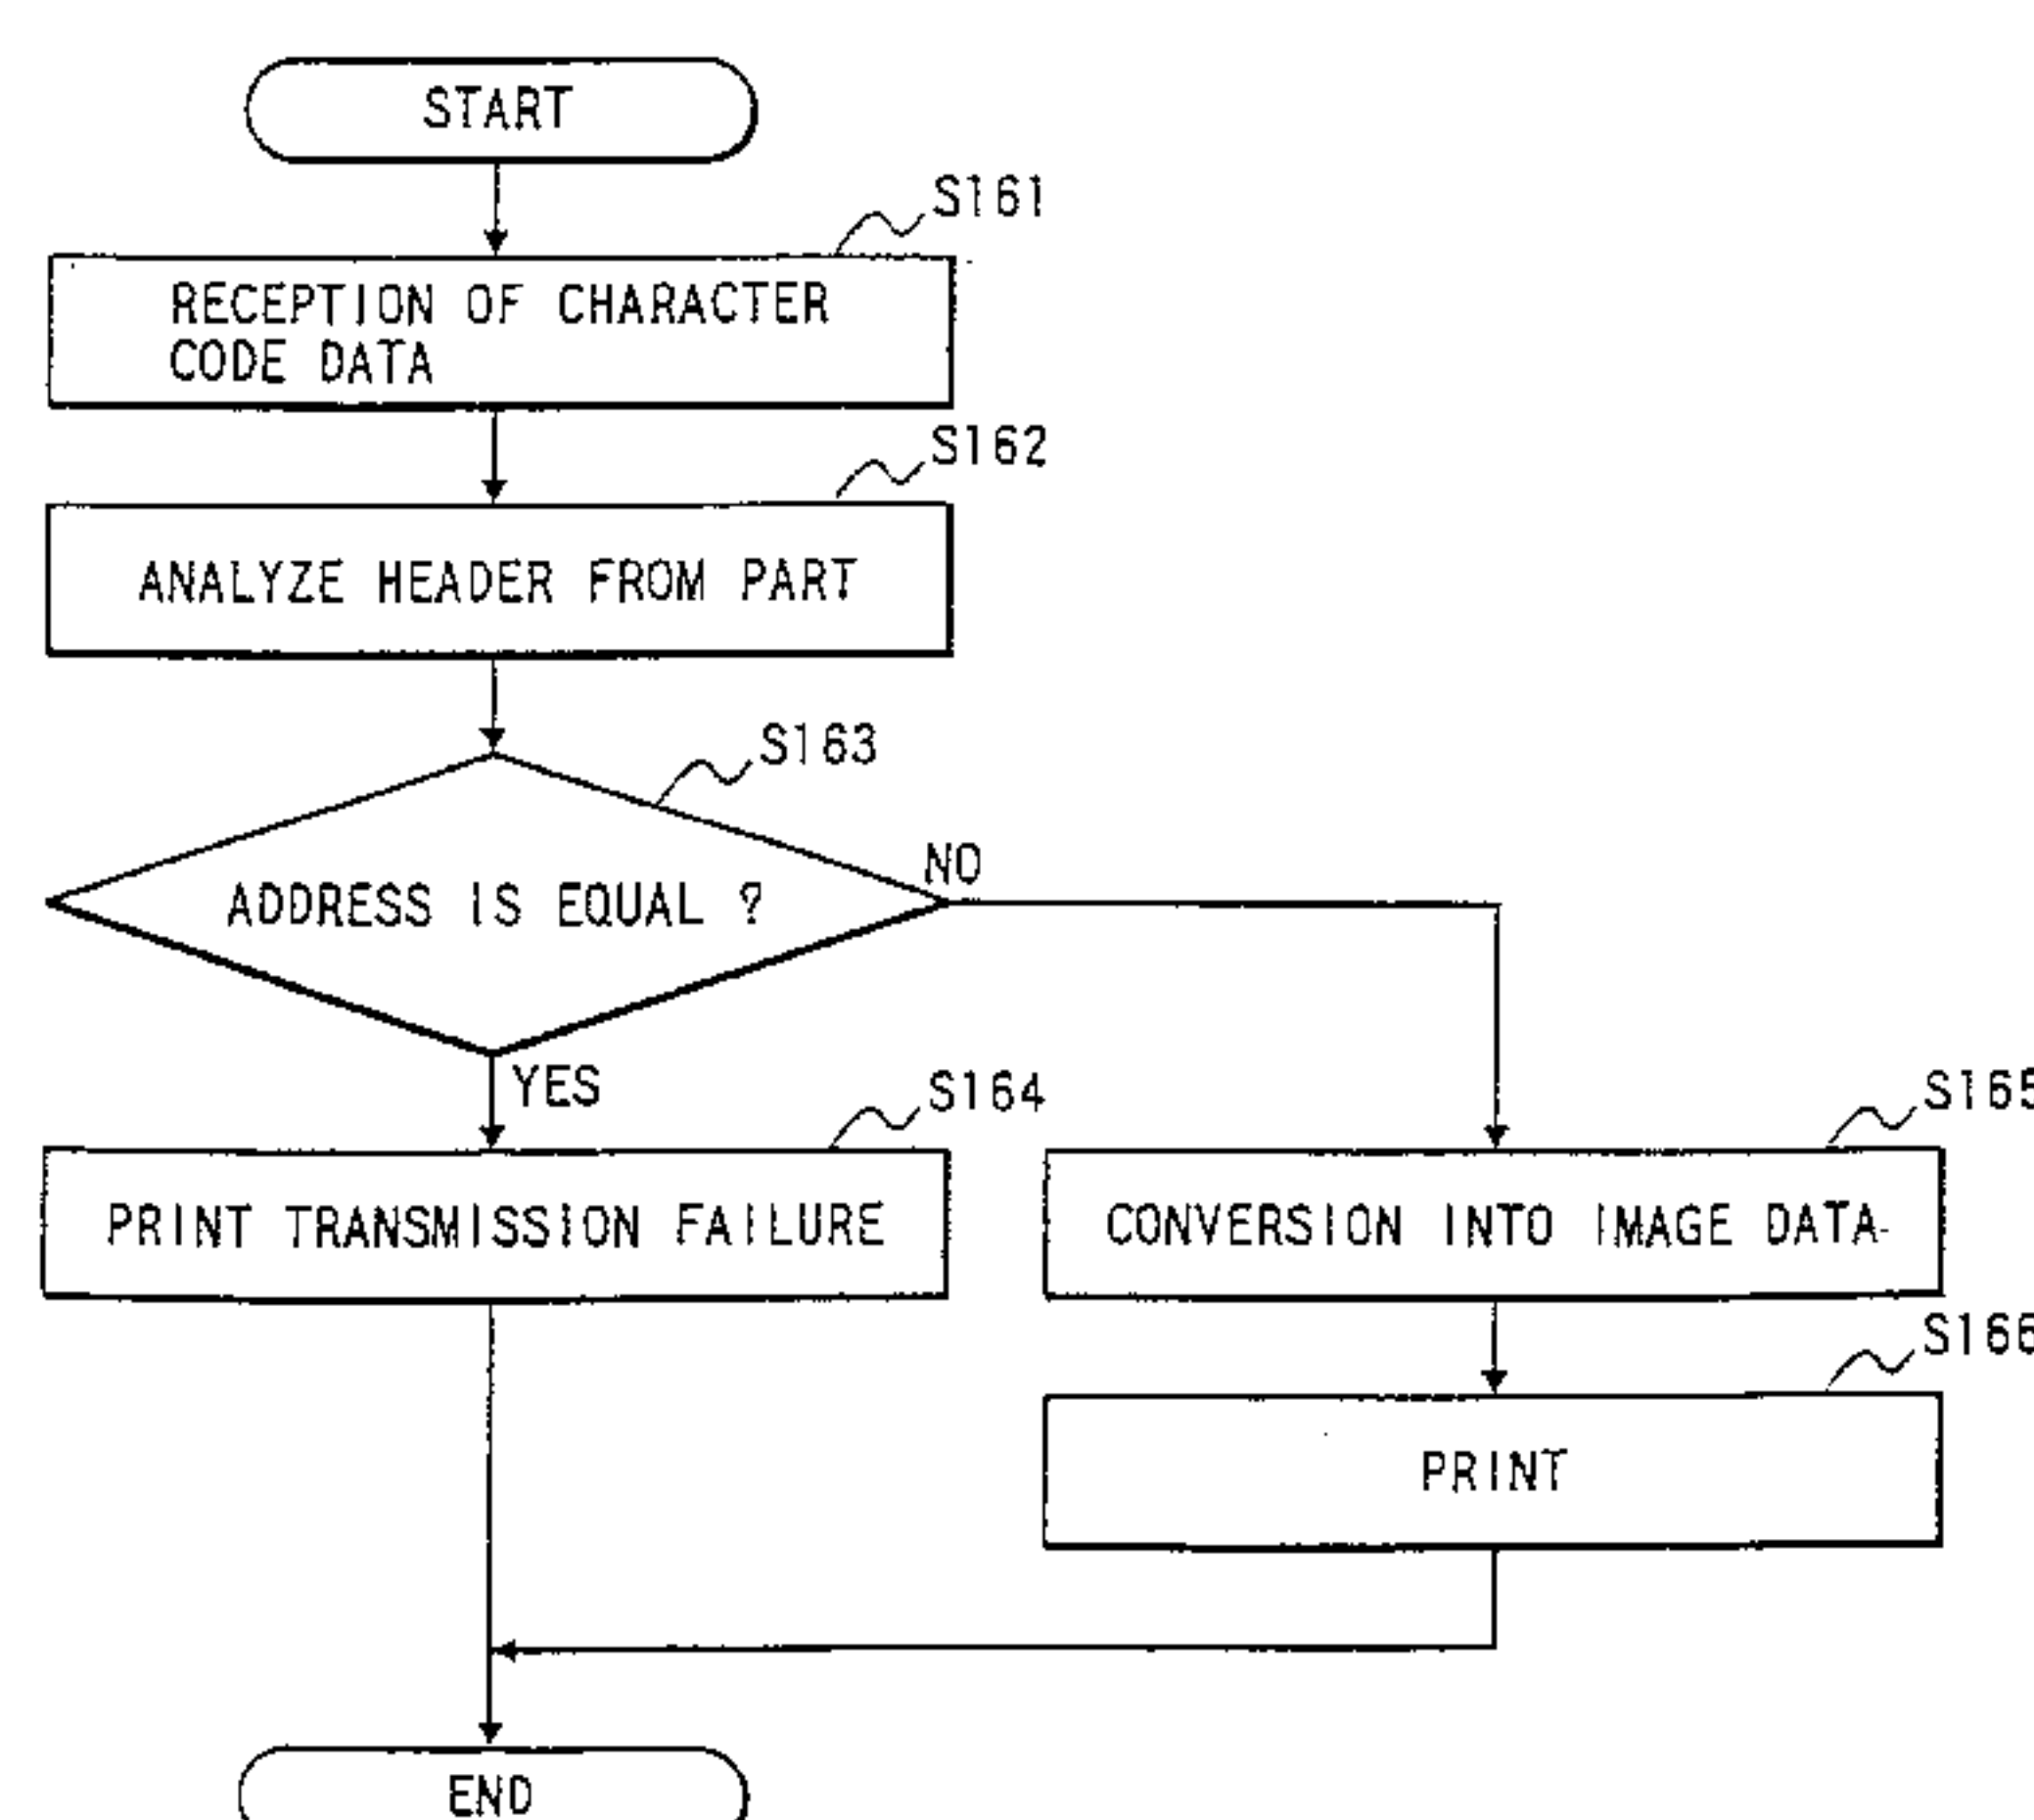 START
S161
RECEPTION OF CHARACTER
CODE DATA
S162
ANALYZE HEADER FROM PART
S163
ADDRESS IS EQUAL ?
NO
YES
S164
S165
PRINT TRANSMISSION FAILURE
CONVERSION INTO IMAGE DATA
S166
PRINT
END